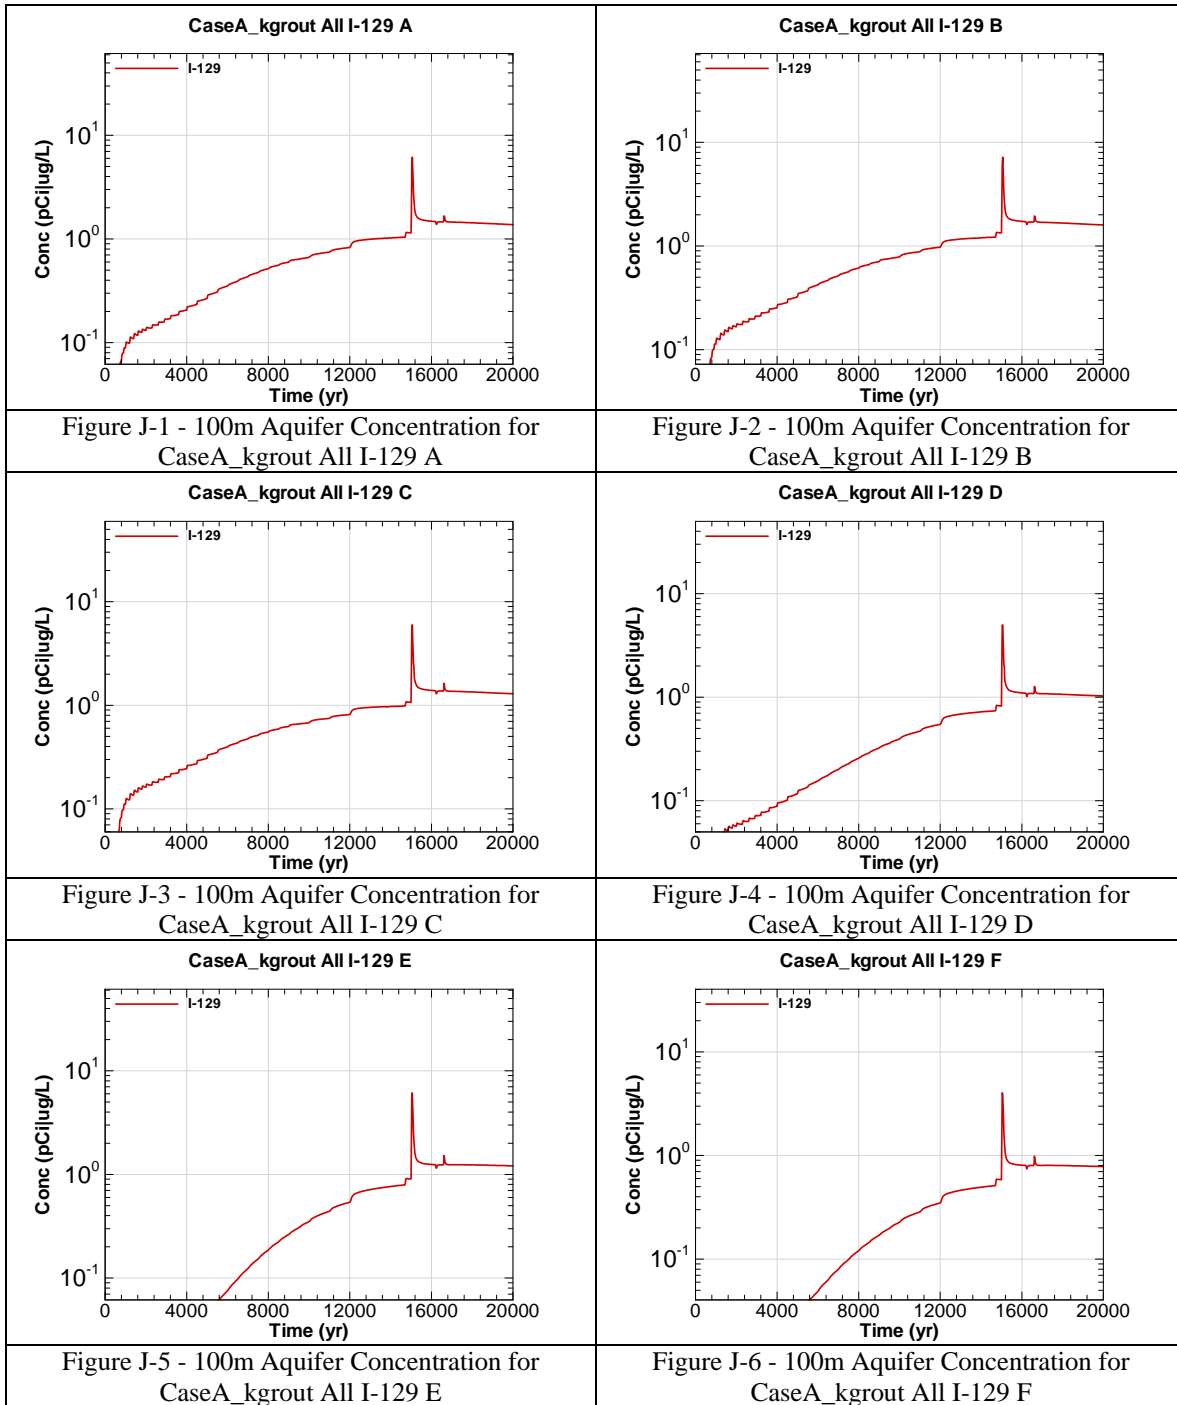 CaseA_kgrout All I-129 A
I-129
Conc (pCi|ug/L)
10^1
10^0
10^-1
0 4000 8000 12000 16000 20000
Time (yr)
Figure J-1 - 100m Aquifer Concentration for
CaseA_kgrout All I-129 A
CaseA_kgrout All I-129 B
I-129
Conc (pCi|ug/L)
10^1
10^0
10^-1
0 4000 8000 12000 16000 20000
Time (yr)
Figure J-2 - 100m Aquifer Concentration for
CaseA_kgrout All I-129 B
CaseA_kgrout All I-129 C
I-129
Conc (pCi|ug/L)
10^1
10^0
10^-1
0 4000 8000 12000 16000 20000
Time (yr)
Figure J-3 - 100m Aquifer Concentration for
CaseA_kgrout All I-129 C
CaseA_kgrout All I-129 D
I-129
Conc (pCi|ug/L)
10^1
10^0
10^-1
0 4000 8000 12000 16000 20000
Time (yr)
Figure J-4 - 100m Aquifer Concentration for
CaseA_kgrout All I-129 D
CaseA_kgrout All I-129 E
I-129
Conc (pCi|ug/L)
10^1
10^0
10^-1
0 4000 8000 12000 16000 20000
Time (yr)
Figure J-5 - 100m Aquifer Concentration for
CaseA_kgrout All I-129 E
CaseA_kgrout All I-129 F
I-129
Conc (pCi|ug/L)
10^1
10^0
10^-1
0 4000 8000 12000 16000 20000
Time (yr)
Figure J-6 - 100m Aquifer Concentration for
CaseA_kgrout All I-129 F